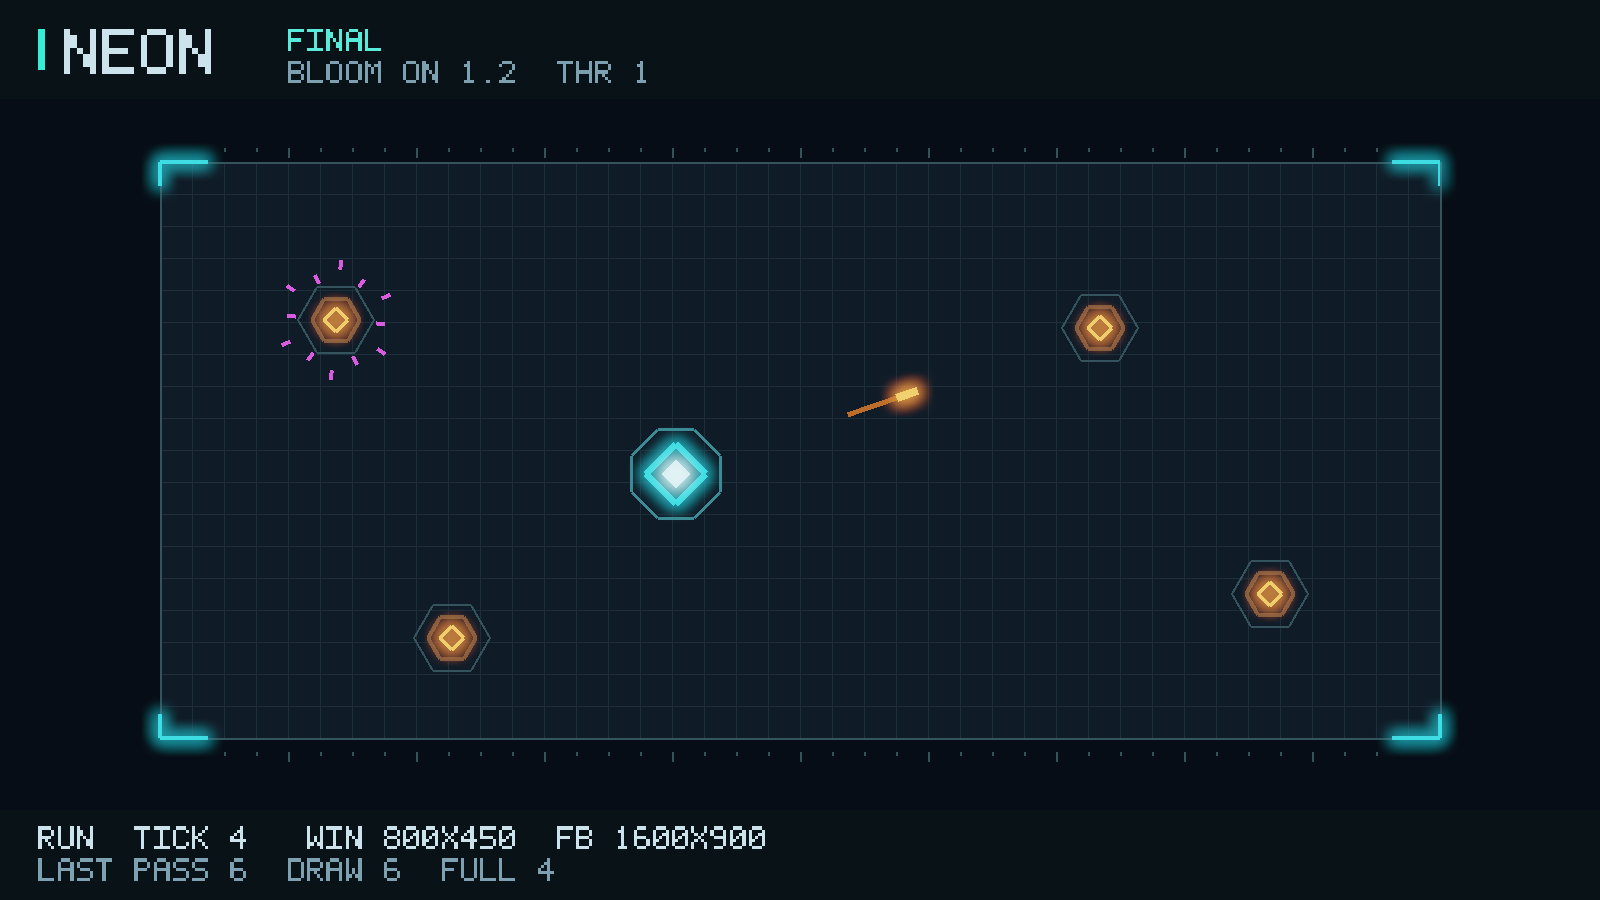 NEON
FINAL
BLOOM ON 1.2 THR 1
RUN TICK 4 WIN 800X450 FB 1600X900
LAST PASS 6 DRAW 6 FULL 4